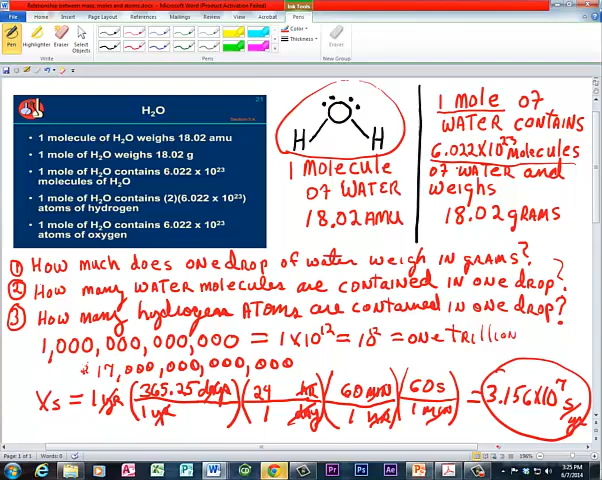 Relationship between mass, moles and atoms.docx - Microsoft Word (Product Activation Failed)
Ink Tools
Home Insert Page Layout References Mailings Review View Acrobat Pens
Pen Highlighter Eraser Select Objects
Color
Thickness
Eraser
Write Pens New Group
21
H2O
1 molecule of H2O weighs 18.02 amu
1 mole of H2O weighs 18.02 g
1 mole of H2O contains 6.022 x 10^23 molecules of H2O
1 mole of H2O contains (2)(6.022 x 10^23) atoms of hydrogen
1 mole of H2O contains 6.022 x 10^23 atoms of oxygen
O
H H
1 Molecule
OF WATER
18.02 AMU
1 mole OF
WATER CONTAINS
6.022X10^23 molecules
OF WATER and
weighs
18.02 grams
1 How much does one drop of water weigh in grams?
2 How many water molecules are contained in one drop?
3 How many hydrogen atoms are contained in one drop?
1,000,000,000,000 = 1X10^12 = 10^12 = one trillion
17,000,000,000,000
Xs = 1yr (365.25 days / 1 yr)(24 hr / 1 day)(60 min / 1 hr)(60 s / 1 min) = 3.156X10^7 s/yr
Page: 1 of 1 Words: 0 196%
3:25 PM
6/7/2014